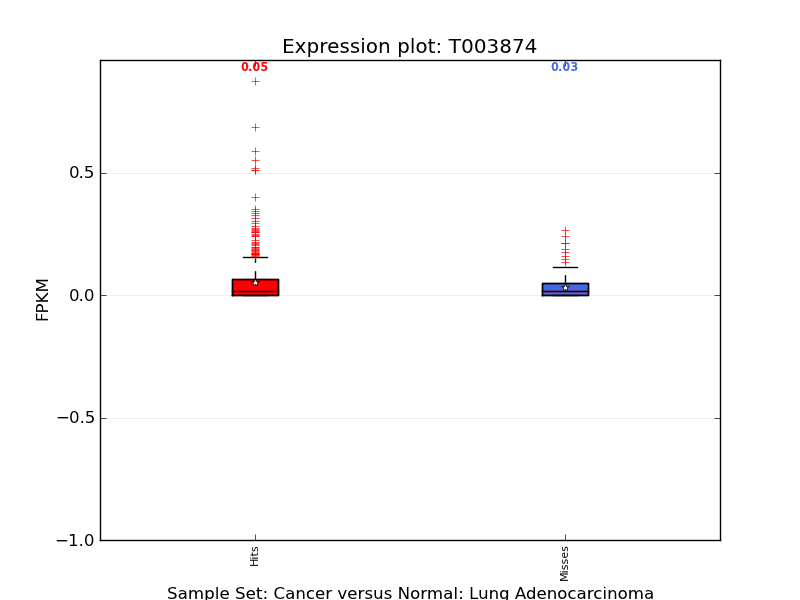 Expression plot: T003874
0.05 0.03
0.5
0.0
−0.5
−1.0
FPKM
Hits Misses
Sample Set: Cancer versus Normal: Lung Adenocarcinoma